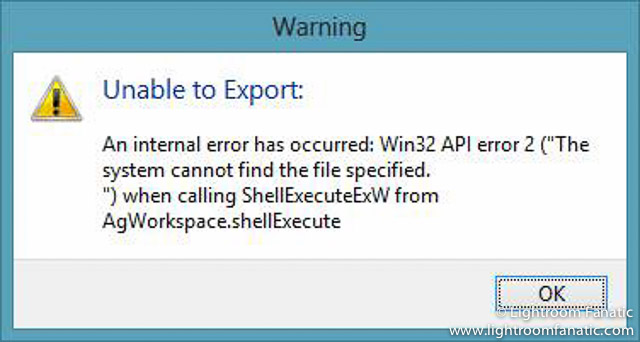 Warning
Unable to Export:
An internal error has occurred: Win32 API error 2 ("The
system cannot find the file specified.
") when calling ShellExecuteExW from
AgWorkspace.shellExecute
OK
© Lightroom Fanatic
www.lightroomfanatic.com